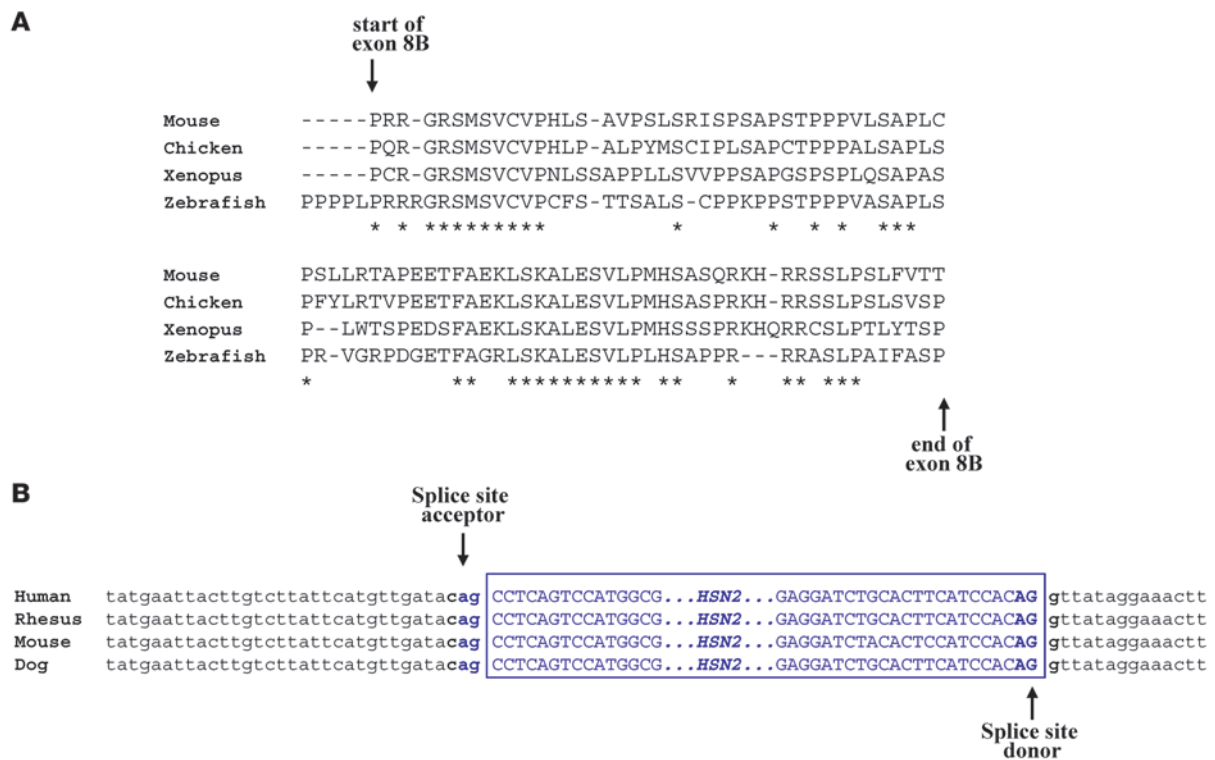 A
start of
exon 8B
Mouse -----PRR-GRSMSVCVPHLS-AVPSLSRISPSAPSTPPPVLSAPLC
Chicken -----PQR-GRSMSVCVPHLP-ALPYMSCIPLSAPCTPPPALSAPLS
Xenopus -----PCR-GRSMSVCVPNLSSAPPLLSVVPPSAPGSPSPLQSAPAS
Zebrafish PPPPLPRRRGRSMSVCVPCFS-TTSALS-CPPKPPSTPPPVASAPLS
* * ********* * * * * ***
Mouse PSLLRTAPEETFAEKLSKALESVLPMHSASQRKH-RRSSLPSLFVTT
Chicken PFYLRTVPEETFAEKLSKALESVLPMHSASPRKH-RRSSLPSLSVSP
Xenopus P--LWTSPEDSFAEKLSKALESVLPMHSSSPRKHQRRCSLPTLYTSP
Zebrafish PR-VGRPDGETFAGRLSKALESVLPLHSAPPR---RRASLPAIFASP
* ** ********** ** * ** ***
end of
exon 8B
B
Splice site
acceptor
Human tatgaattacttgtcttattcatgttgatacag CCTCAGTCCATGGCG...HSN2...GAGGATCTGCACTTCATCCACAG gttataggaaactt
Rhesus tatgaattacttgtcttattcatgttgatacag CCTCAGTCCATGGCG...HSN2...GAGGATCTGCACTTCATCCACAG gttataggaaactt
Mouse tatgaattacttgtcttattcatgttgatacag CCTCAGTCCATGGCG...HSN2...GAGGATCTACACTCCATCCACAG gttataggaaactt
Dog tatgaattacttgtcttattcatgttgatacag CCTCAGTCCATGGCG...HSN2...GAGGATCTGCACTTCATCCACAG gttataggaaactt
Splice site
donor